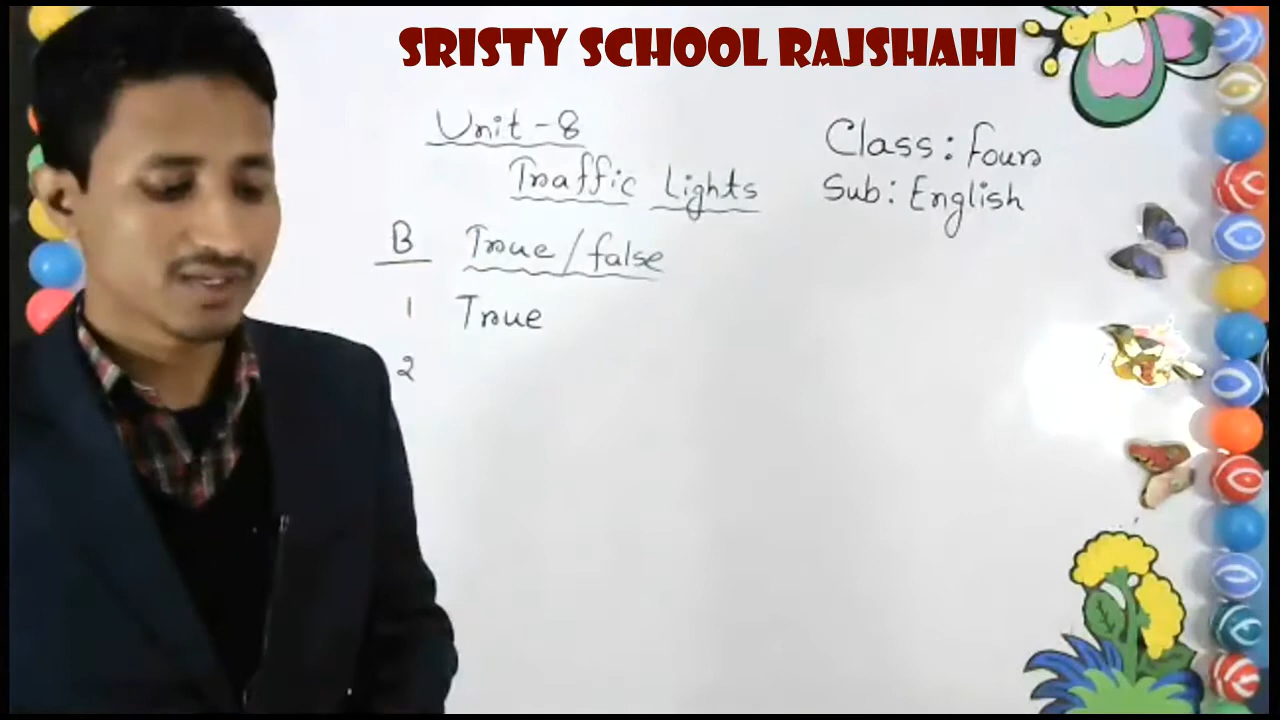 SRISTY SCHOOL RAJSHAHI
Unit-8
Traffic Lights
Class: Four
Sub: English
B True/false
1 True
2